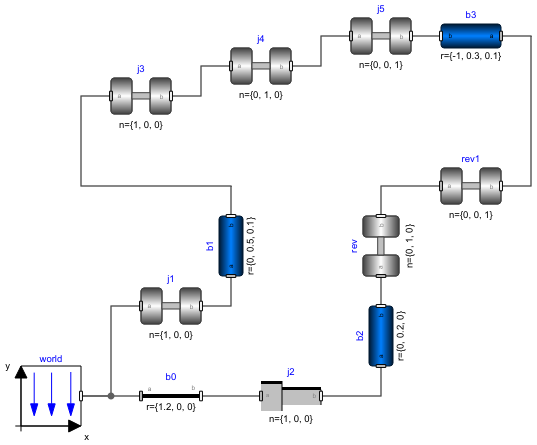 j5
b3
a b
b a
n={0, 0, 1}
r={-1, 0.3, 0.1}
j4
a b
n={0, 1, 0}
j3
a b
n={1, 0, 0}
rev1
a b
n={0, 0, 1}
b1
r={0, 0.5, 0.1}
rev
n={0, 1, 0}
j1
a b
n={1, 0, 0}
b2
r={0, 0.2, 0}
world
y
x
b0
a b
r={1.2, 0, 0}
j2
a b
n={1, 0, 0}